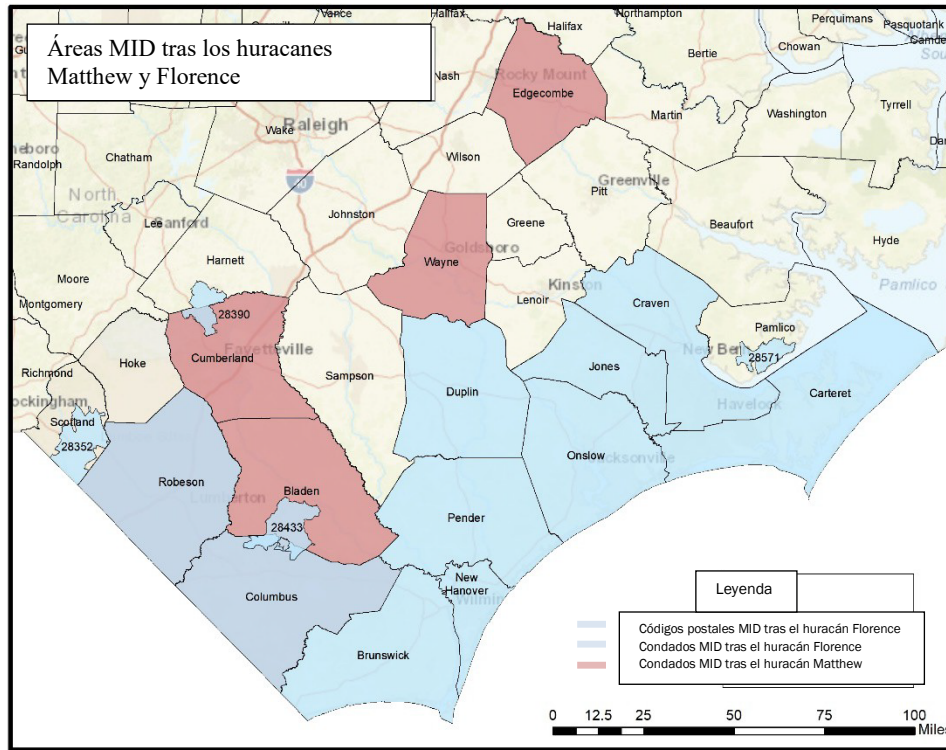 Áreas MID tras los huracanes
Matthew y Florence
Vance
Halifax
Halifax
Northampton
Perquimans
Pasquotank
Camde
Chowan
Bertie
Nash
Rocky Mount
Edgecombe
Martin
Washington
Tyrrell
Dar
Raleigh
Wake
Wilson
Greenville
Pitt
Beaufort
Hyde
Pamlico
Randolph
Chatham
North
Carolina
Lee
Sanford
Johnston
Greene
Goldsboro
Wayne
Moore
Harnett
Montgomery
Lenoir
Kinston
Craven
28390
Pamlico
28571
New Ber
Hoke
Cumberland
Fayetteville
Sampson
Duplin
Jones
Carteret
Havelock
Richmond
ockingham
Scotland
28352
Onslow
Jacksonville
Robeson
Lumberton
Bladen
28433
Pender
Columbus
New
Hanover
Wilmin
Brunswick
Leyenda
Códigos postales MID tras el huracán Florence
Condados MID tras el huracán Florence
Condados MID tras el huracán Matthew
0 12.5 25 50 75 100
Miles